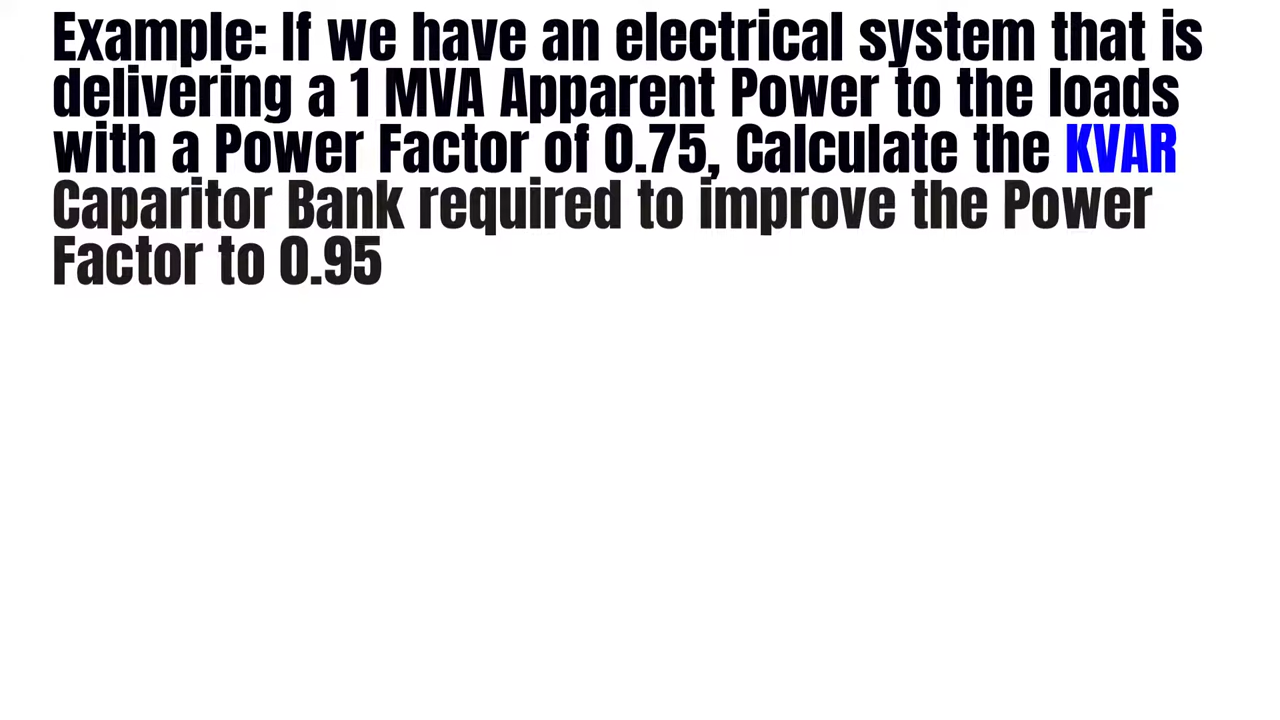 Example: If we have an electrical system that is
delivering a 1 MVA Apparent Power to the loads
with a Power Factor of 0.75, Calculate the KVAR
Caparitor Bank required to improve the Power
Factor to 0.95